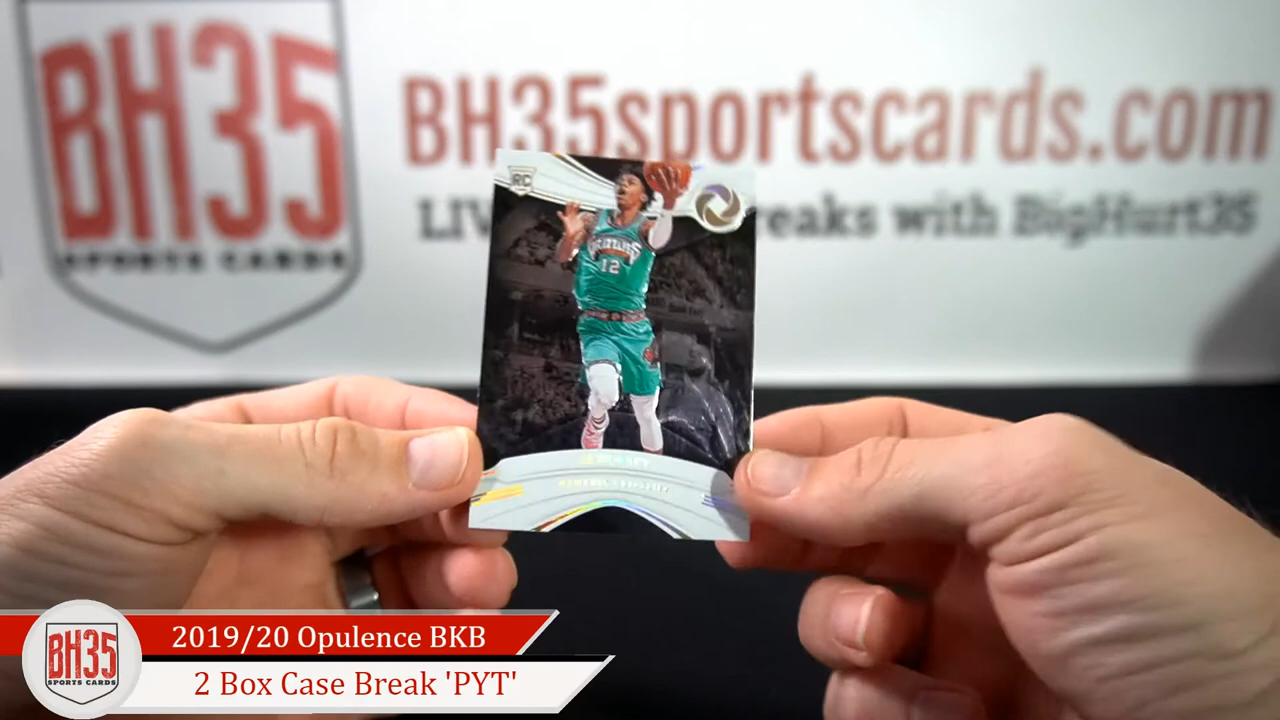 BH35
SPORTS CARDS
BH35sportscards.com
LIV reaks with BigHurt35
RC
GRIZZLIES
12
BH35
SPORTS CARDS
2019/20 Opulence BKB
2 Box Case Break 'PYT'